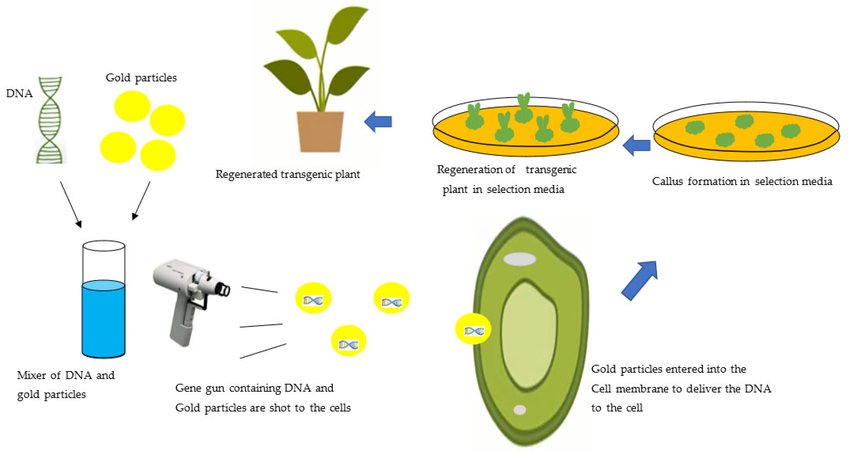 DNA
Gold particles
Regenerated transgenic plant
Regeneration of transgenic
plant in selection media
Callus formation in selection media
Mixer of DNA and
gold particles
Gene gun containing DNA and
Gold particles are shot to the cells
Gold particles entered into the
Cell membrane to deliver the DNA
to the cell